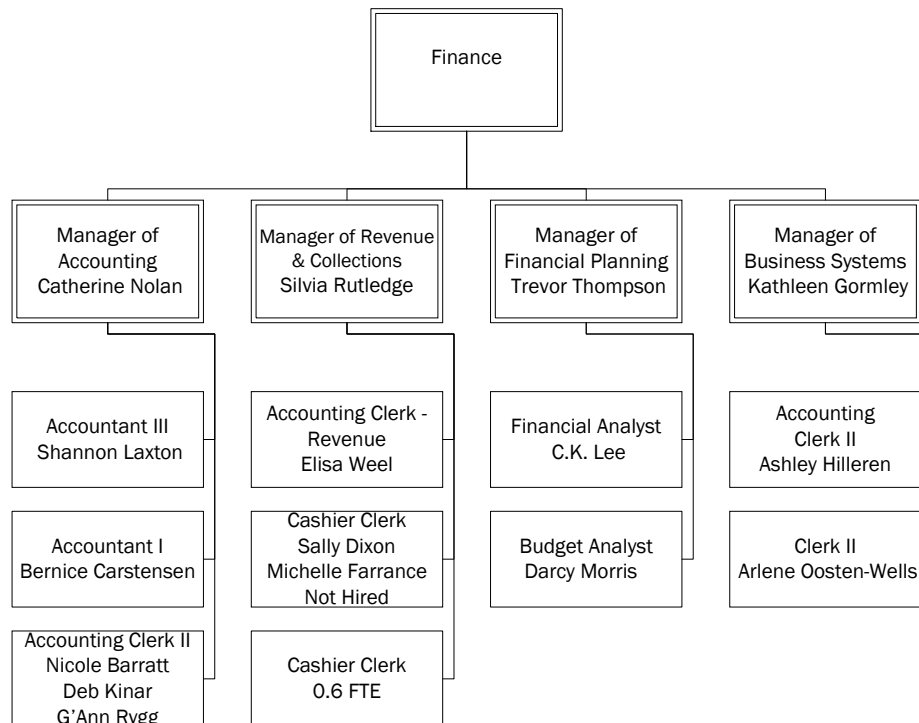 Finance
Manager of
Accounting
Catherine Nolan
Manager of Revenue
& Collections
Silvia Rutledge
Manager of
Financial Planning
Trevor Thompson
Manager of
Business Systems
Kathleen Gormley
Accountant III
Shannon Laxton
Accounting Clerk -
Revenue
Elisa Weel
Financial Analyst
C.K. Lee
Accounting
Clerk II
Ashley Hilleren
Accountant I
Bernice Carstensen
Cashier Clerk
Sally Dixon
Michelle Farrance
Not Hired
Budget Analyst
Darcy Morris
Clerk II
Arlene Oosten-Wells
Accounting Clerk II
Nicole Barratt
Deb Kinar
G'Ann Rygg
Cashier Clerk
0.6 FTE